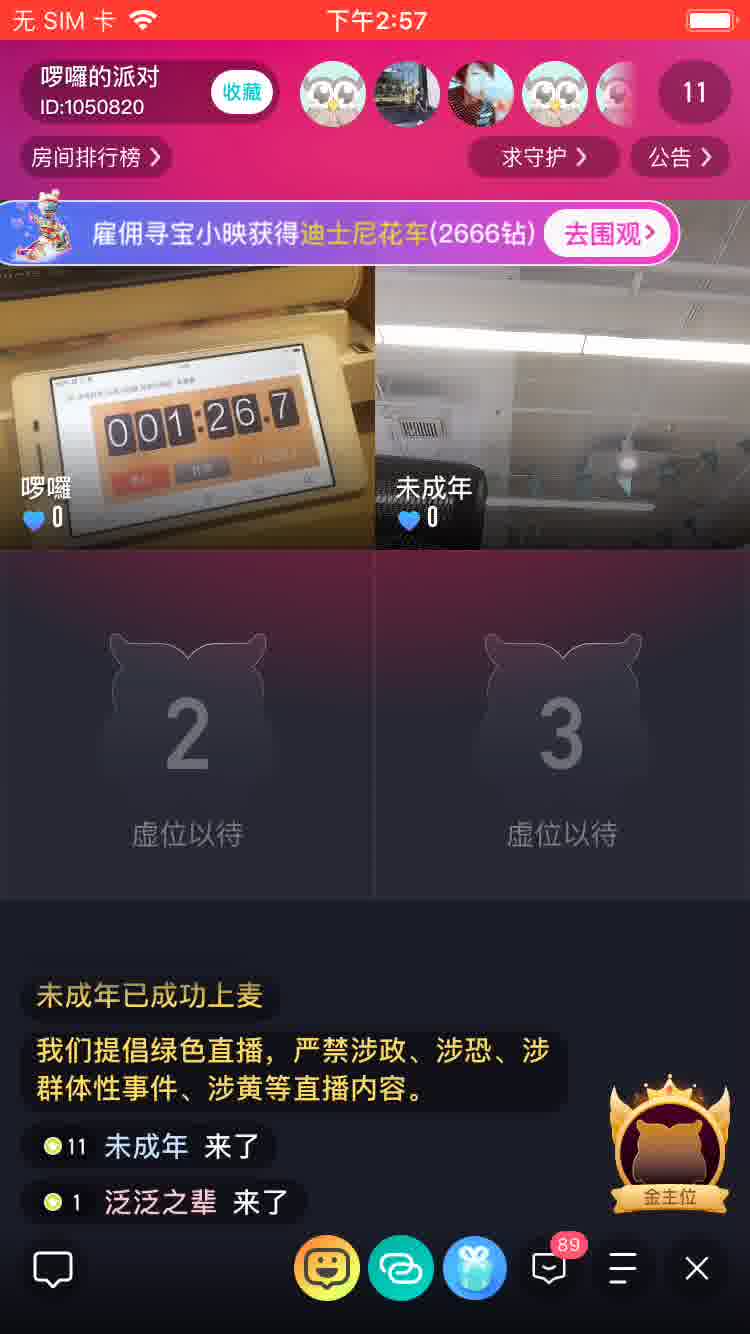 无 SIM 卡
下午2:57
啰囉的派对
ID:1050820
收藏
11
房间排行榜
求守护
公告
雇佣寻宝小映获得迪士尼花车(2666钻)
去围观
001:26.7
啰囉
0
未成年
0
2
3
虚位以待
虚位以待
未成年已成功上麦
我们提倡绿色直播，严禁涉政、涉恐、涉
群体性事件、涉黄等直播内容。
11 未成年 来了
1 泛泛之辈 来了
金主位
89